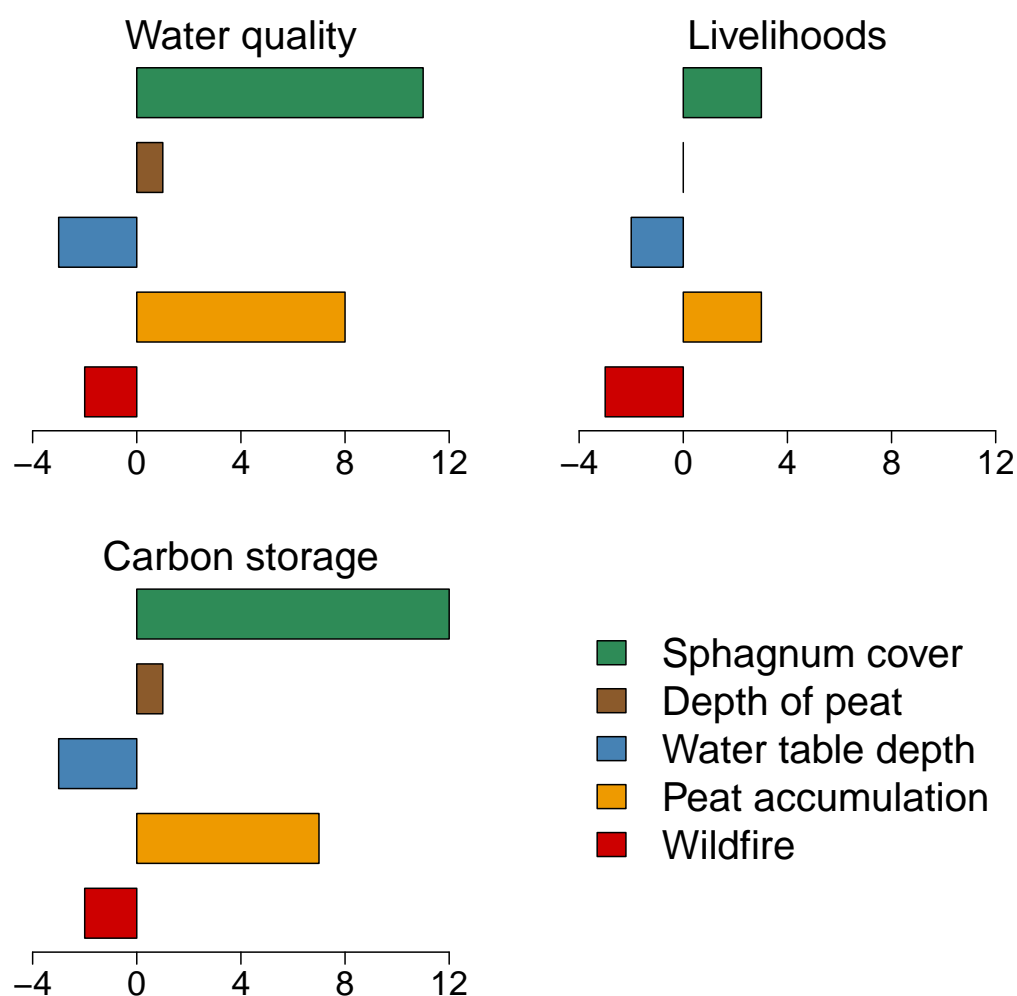 Water quality
−4 0 4 8 12
Livelihoods
−4 0 4 8 12
Carbon storage
−4 0 4 8 12
Sphagnum cover
Depth of peat
Water table depth
Peat accumulation
Wildfire